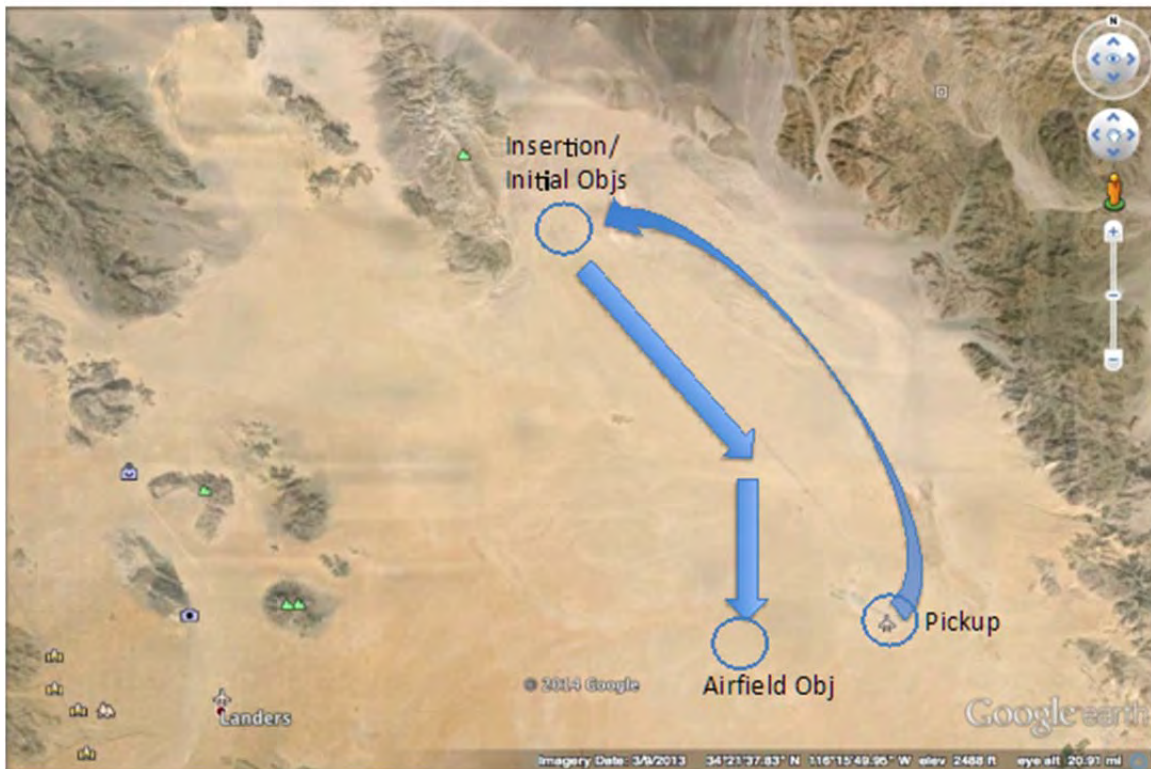 N
Insertion/
Initial Objs
Pickup
Airfield Obj
© 2014 Google
Landers
Google earth
Imagery Date: 3/9/2013 34°21'37.83" N 116°15'49.95" W elev 2488 ft eye alt 20.91 mi